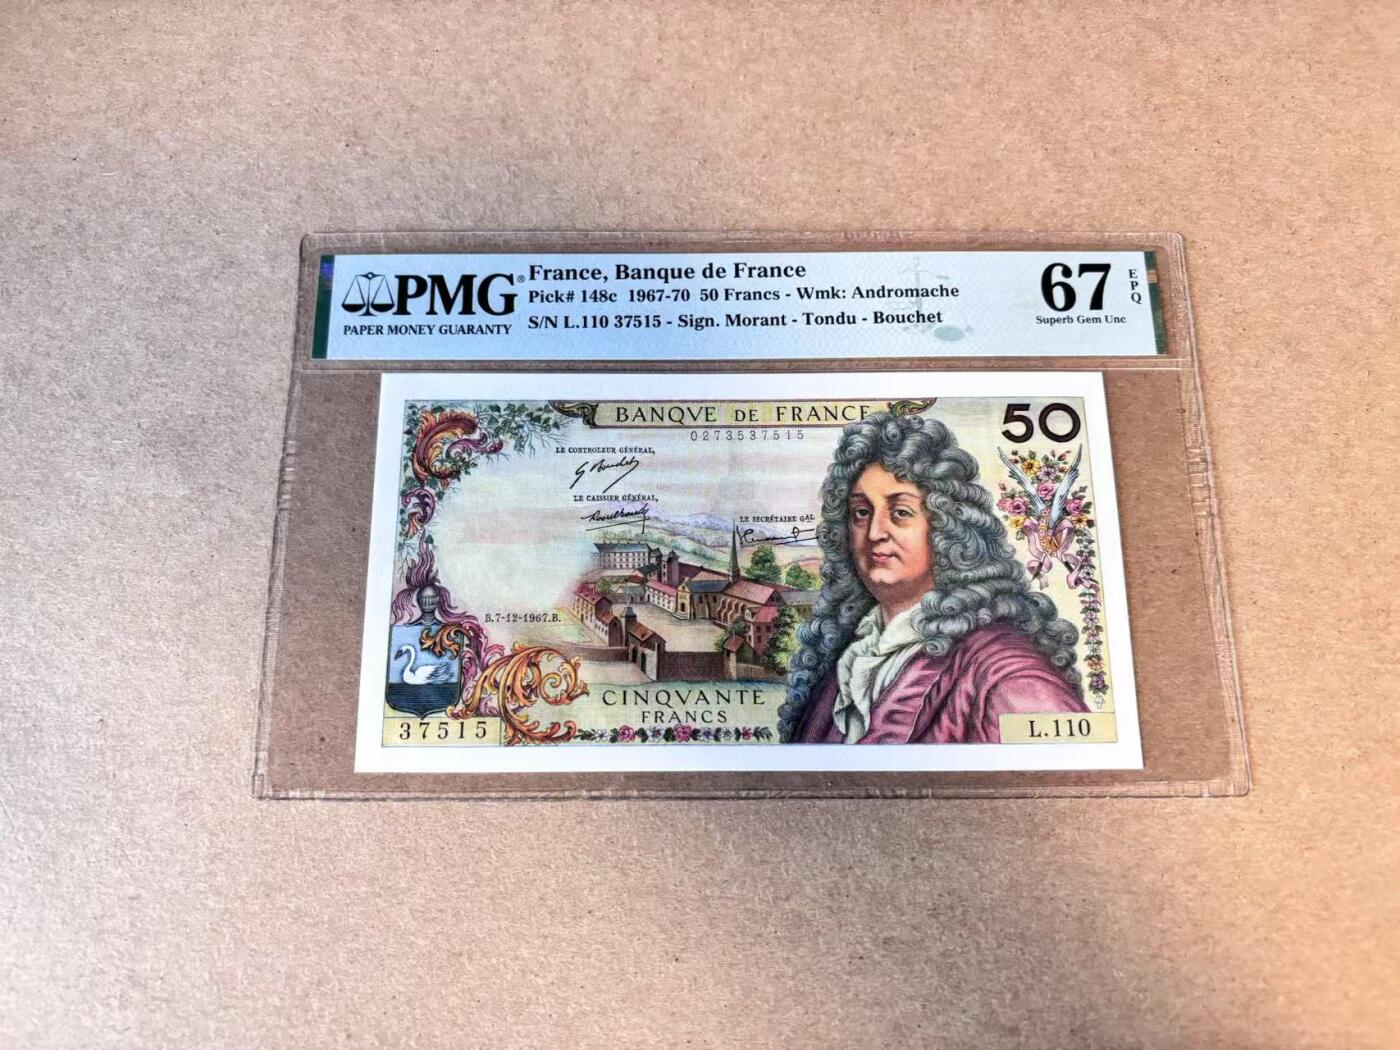 PMG®
PAPER MONEY GUARANTY
France, Banque de France
Pick# 148c 1967-70 50 Francs - Wmk: Andromache
S/N L.110 37515 - Sign. Morant - Tondu - Bouchet
67
EPQ
Superb Gem Unc
BANQVE DE FRANCE
50
0273537515
LE CONTROLEUR GÉNÉRAL,
LE CAISSIER GÉNÉRAL,
LE SECRÉTAIRE GAL
B.7-12-1967.B.
CINQVANTE
FRANCS
37515
L.110